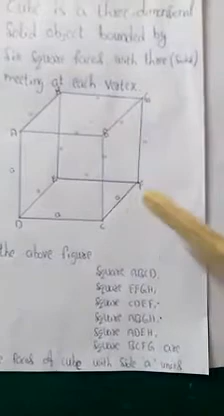 Cube is a three-dimensional
solid object bounded by
six square faces with three (sides)
meeting at each vertex.
H G
A B
E F
D C
the above figure
Square ABCD,
Square EFGH,
Square CDEF,
Square ABGH,
Square ADEH,
Square BCFG are
faces of cube with side 'a' units